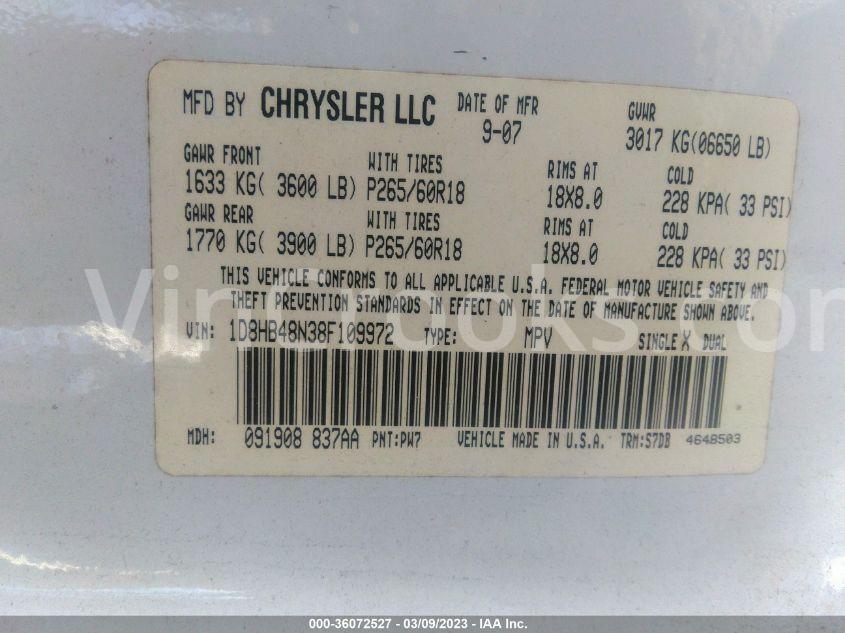 MFD BY CHRYSLER LLC DATE OF MFR GVWR
9-07 3017 KG(06650 LB)
GAWR FRONT WITH TIRES RIMS AT COLD
1633 KG( 3600 LB) P265/60R18 18X8.0 228 KPA( 33 PSI)
GAWR REAR WITH TIRES RIMS AT COLD
1770 KG( 3900 LB) P265/60R18 18X8.0 228 KPA( 33 PSI)
THIS VEHICLE CONFORMS TO ALL APPLICABLE U.S.A. FEDERAL MOTOR VEHICLE SAFETY AND
THEFT PREVENTION STANDARDS IN EFFECT ON THE DATE OF MANUFACTURE SHOWN ABOVE.
VIN: 1D8HB48N38F109972 TYPE: MPV SINGLE X DUAL
MDH: 091908 837AA PNT:PW7 VEHICLE MADE IN U.S.A. TRM:S7DB 4648503
000-36072527 - 03/09/2023 - IAA Inc.